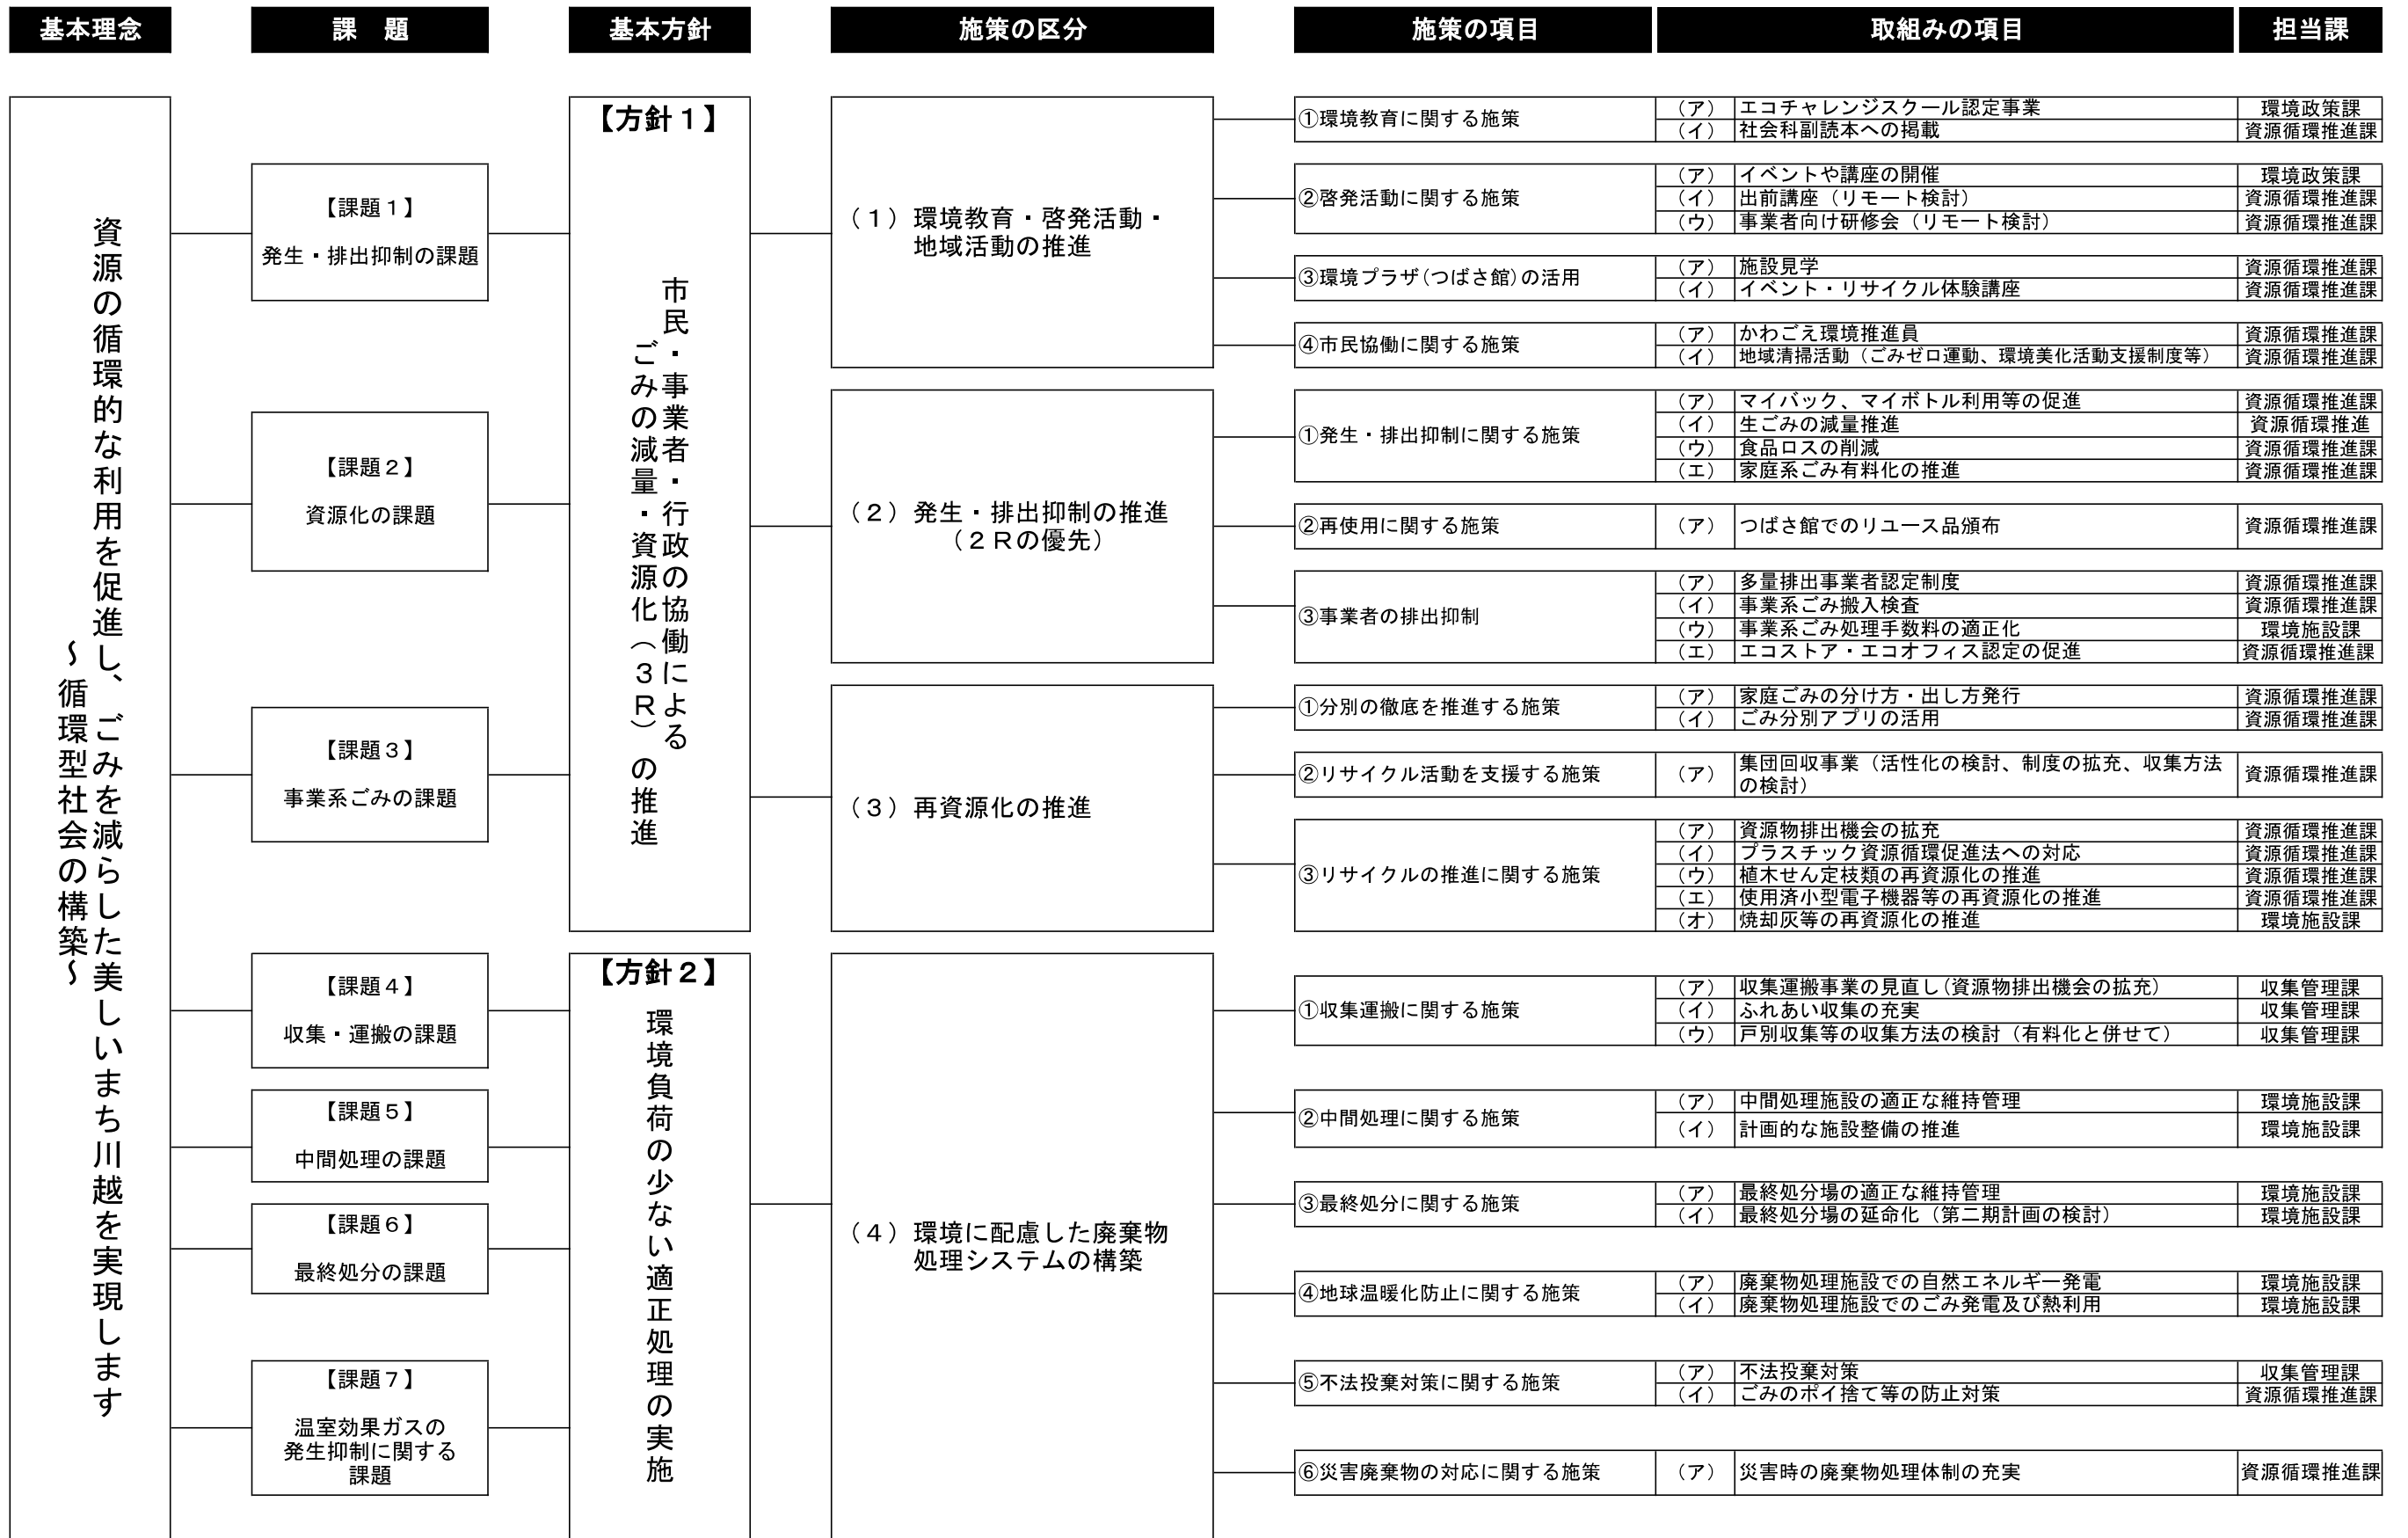 基本理念
課　題
基本方針
施策の区分
施策の項目
取組みの項目
担当課
資源の循環的な利用を促進し、ごみを減らした美しいまち川越を実現します
～循環型社会の構築～
【課題１】
発生・排出抑制の課題
【課題２】
資源化の課題
【課題３】
事業系ごみの課題
【課題４】
収集・運搬の課題
【課題５】
中間処理の課題
【課題６】
最終処分の課題
【課題７】
温室効果ガスの
発生抑制に関する
課題
【方針１】
市民・事業者・行政の協働による
ごみの減量・資源化（３Ｒ）の推進
【方針２】
環境負荷の少ない適正処理の実施
（１）環境教育・啓発活動・
地域活動の推進
（２）発生・排出抑制の推進
（２Ｒの優先）
（３）再資源化の推進
（４）環境に配慮した廃棄物
処理システムの構築
①環境教育に関する施策
（ア）エコチャレンジスクール認定事業 環境政策課
（イ）社会科副読本への掲載 資源循環推進課
②啓発活動に関する施策
（ア）イベントや講座の開催 環境政策課
（イ）出前講座（リモート検討） 資源循環推進課
（ウ）事業者向け研修会（リモート検討） 資源循環推進課
③環境プラザ(つばさ館)の活用
（ア）施設見学 資源循環推進課
（イ）イベント・リサイクル体験講座 資源循環推進課
④市民協働に関する施策
（ア）かわごえ環境推進員 資源循環推進課
（イ）地域清掃活動（ごみゼロ運動、環境美化活動支援制度等） 資源循環推進課
①発生・排出抑制に関する施策
（ア）マイバック、マイボトル利用等の促進 資源循環推進課
（イ）生ごみの減量推進 資源循環推進
（ウ）食品ロスの削減 資源循環推進課
（エ）家庭系ごみ有料化の推進 資源循環推進課
②再使用に関する施策
（ア）つばさ館でのリユース品頒布 資源循環推進課
③事業者の排出抑制
（ア）多量排出事業者認定制度 資源循環推進課
（イ）事業系ごみ搬入検査 資源循環推進課
（ウ）事業系ごみ処理手数料の適正化 環境施設課
（エ）エコストア・エコオフィス認定の促進 資源循環推進課
①分別の徹底を推進する施策
（ア）家庭ごみの分け方・出し方発行 資源循環推進課
（イ）ごみ分別アプリの活用 資源循環推進課
②リサイクル活動を支援する施策
（ア）集団回収事業（活性化の検討、制度の拡充、収集方法
の検討） 資源循環推進課
③リサイクルの推進に関する施策
（ア）資源物排出機会の拡充 資源循環推進課
（イ）プラスチック資源循環促進法への対応 資源循環推進課
（ウ）植木せん定枝類の再資源化の推進 資源循環推進課
（エ）使用済小型電子機器等の再資源化の推進 資源循環推進課
（オ）焼却灰等の再資源化の推進 環境施設課
①収集運搬に関する施策
（ア）収集運搬事業の見直し(資源物排出機会の拡充) 収集管理課
（イ）ふれあい収集の充実 収集管理課
（ウ）戸別収集等の収集方法の検討（有料化と併せて） 収集管理課
②中間処理に関する施策
（ア）中間処理施設の適正な維持管理 環境施設課
（イ）計画的な施設整備の推進 環境施設課
③最終処分に関する施策
（ア）最終処分場の適正な維持管理 環境施設課
（イ）最終処分場の延命化（第二期計画の検討） 環境施設課
④地球温暖化防止に関する施策
（ア）廃棄物処理施設での自然エネルギー発電 環境施設課
（イ）廃棄物処理施設でのごみ発電及び熱利用 環境施設課
⑤不法投棄対策に関する施策
（ア）不法投棄対策 収集管理課
（イ）ごみのポイ捨て等の防止対策 資源循環推進課
⑥災害廃棄物の対応に関する施策
（ア）災害時の廃棄物処理体制の充実 資源循環推進課